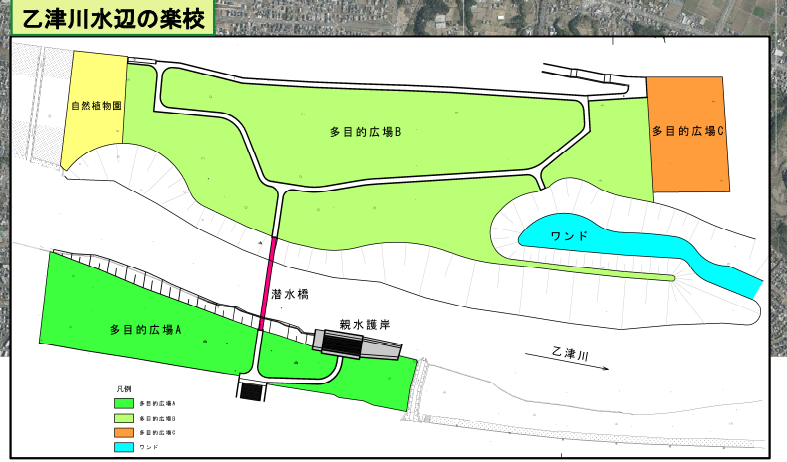 乙津川水辺の楽校
自然植物園
多目的広場B
多目的広場C
ワンド
潜水橋
多目的広場A
親水護岸
乙津川
凡例
多目的広場A
多目的広場B
多目的広場C
ワンド